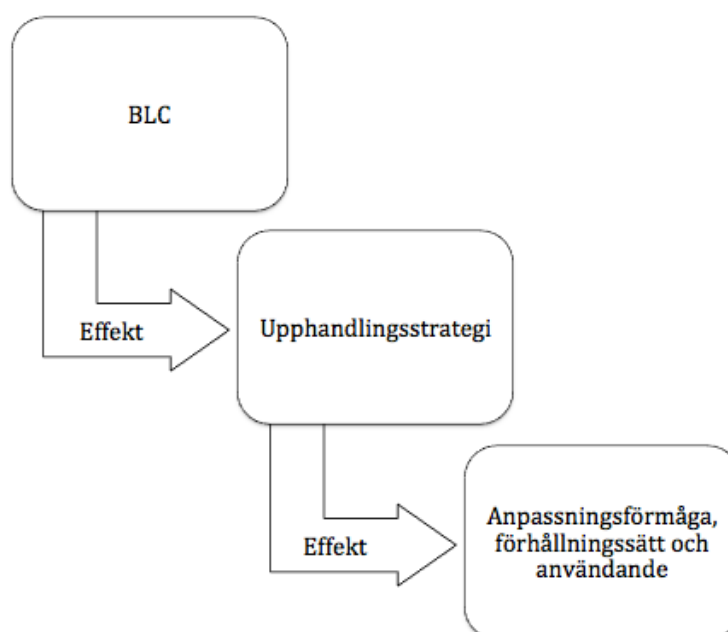 BLC
Effekt
Upphandlingsstrategi
Effekt
Anpassningsförmåga,
förhållningssätt och
användande